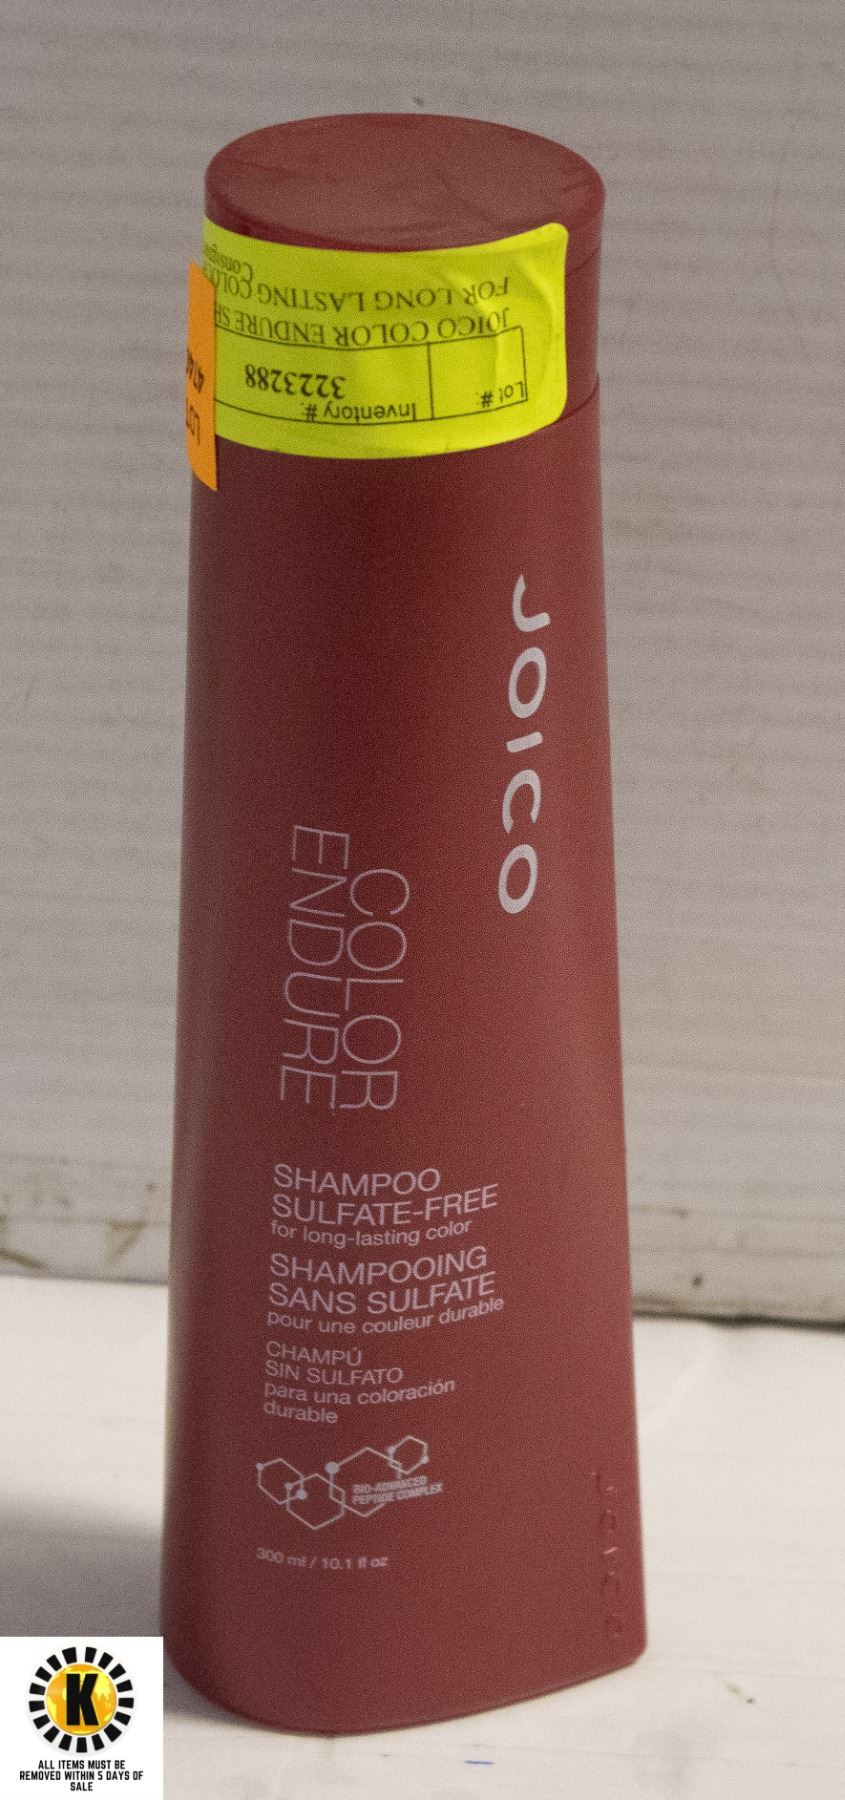 JOICO COLOR ENDURE
FOR LONG LASTING COLOR
Lot #:
Inventory #:
3223288
JOICO
COLOR
ENDURE
SHAMPOO
SULFATE-FREE
for long-lasting color
SHAMPOOING
SANS SULFATE
pour une couleur durable
CHAMPÚ
SIN SULFATO
para una coloración
durable
BIO-ADVANCED
PEPTIDE COMPLEX
300 ml / 10.1 fl oz
JOICO
K
ALL ITEMS MUST BE
REMOVED WITHIN 5 DAYS OF
SALE